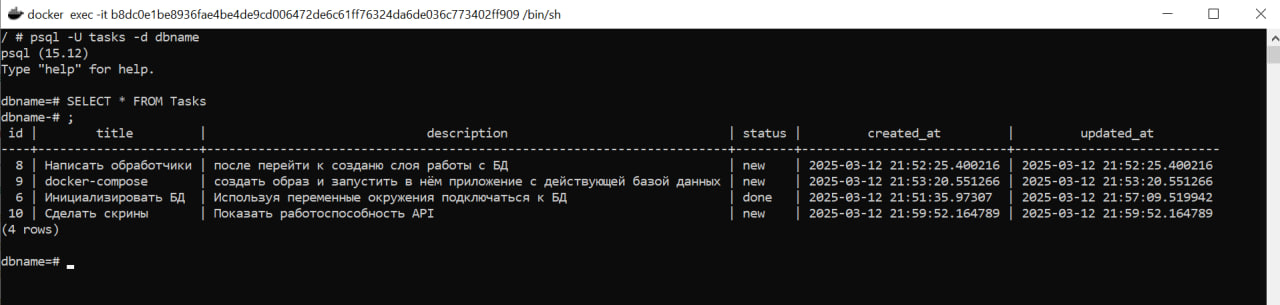 docker exec -it b8dc0e1be8936fae4be4de9cd006472de6c61ff76324da6de036c773402ff909 /bin/sh
/ # psql -U tasks -d dbname
psql (15.12)
Type "help" for help.
dbname=# SELECT * FROM Tasks
dbname-# ;
id | title | description | status | created_at | updated_at
----+----------------------+-------------------------------------------------------------------+--------+----------------------------+----------------------------
8 | Написать обработчики | после перейти к созданю слоя работы с БД | new | 2025-03-12 21:52:25.400216 | 2025-03-12 21:52:25.400216
9 | docker-compose | создать образ и запустить в нём приложение с действующей базой данных | new | 2025-03-12 21:53:20.551266 | 2025-03-12 21:53:20.551266
6 | Инициализировать БД | Используя переменные окружения подключаться к БД | done | 2025-03-12 21:51:35.97307 | 2025-03-12 21:57:09.519942
10 | Сделать скрины | Показать работоспособность API | new | 2025-03-12 21:59:52.164789 | 2025-03-12 21:59:52.164789
(4 rows)
dbname=#